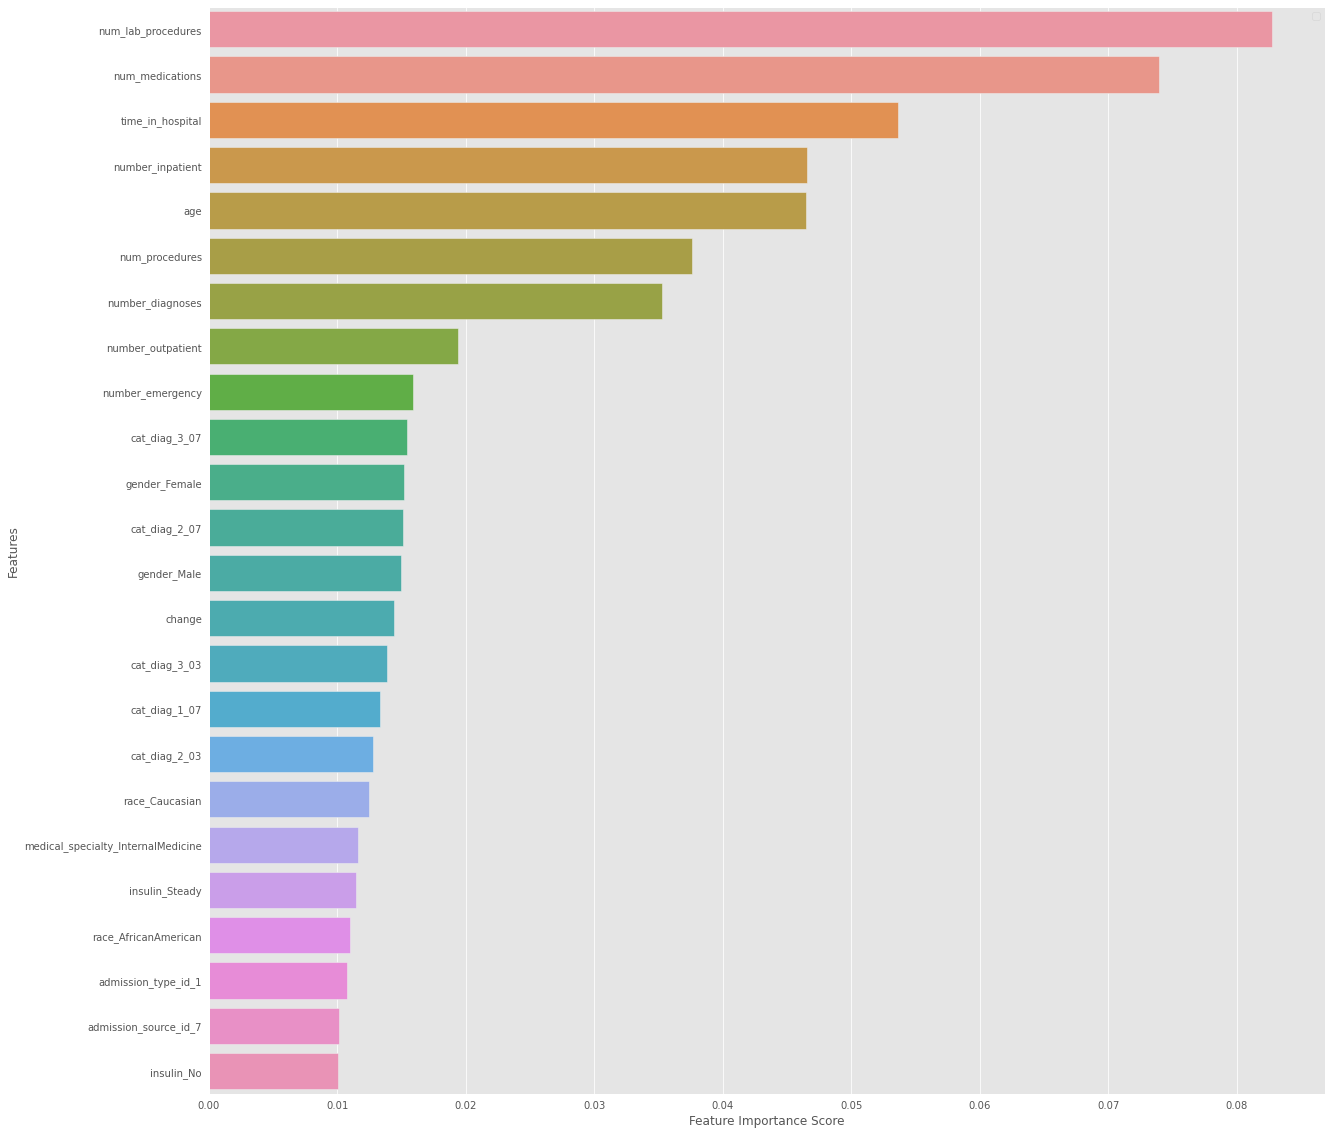 num_lab_procedures
num_medications
time_in_hospital
number_inpatient
age
num_procedures
number_diagnoses
number_outpatient
number_emergency
cat_diag_3_07
gender_Female
cat_diag_2_07
gender_Male
change
cat_diag_3_03
cat_diag_1_07
cat_diag_2_03
race_Caucasian
medical_specialty_InternalMedicine
insulin_Steady
race_AfricanAmerican
admission_type_id_1
admission_source_id_7
insulin_No
Features
0.00 0.01 0.02 0.03 0.04 0.05 0.06 0.07 0.08
Feature Importance Score